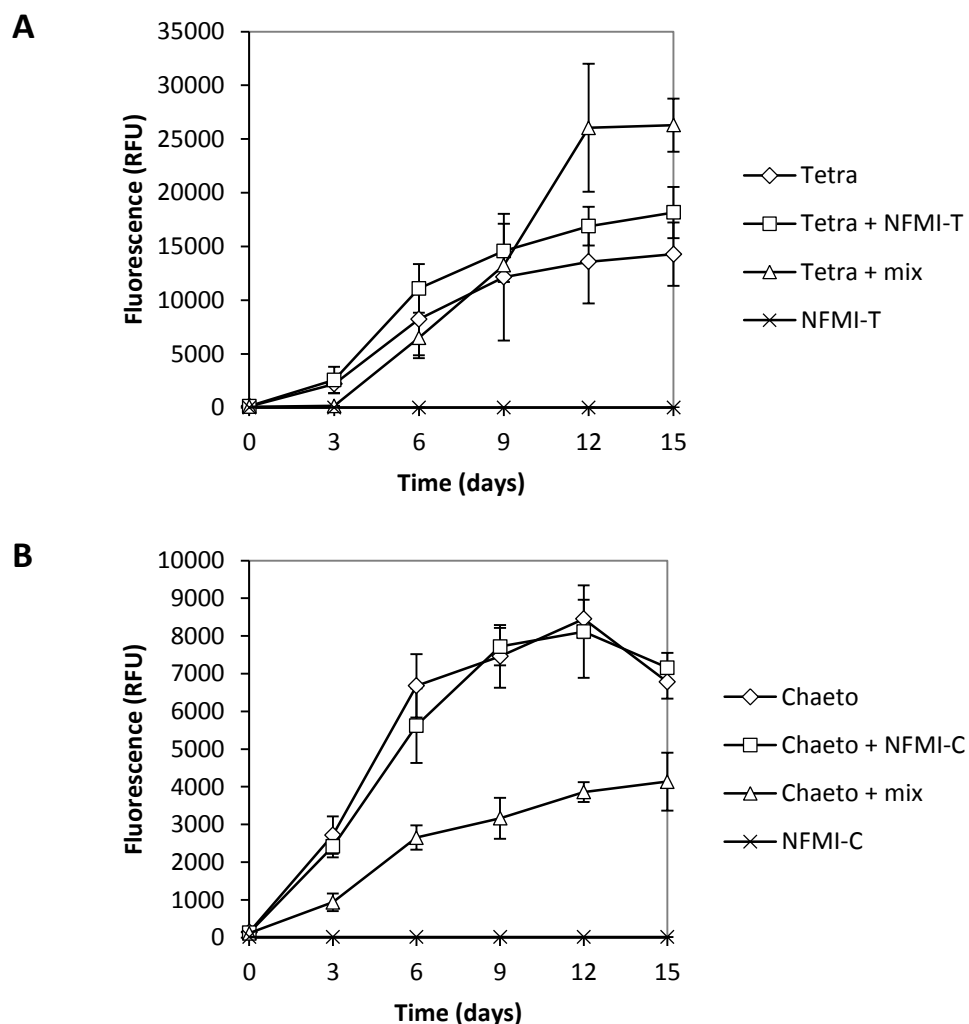 A
Fluorescence (RFU)
35000
30000
25000
20000
15000
10000
5000
0
0 3 6 9 12 15
Time (days)
Tetra
Tetra + NFMI-T
Tetra + mix
NFMI-T
B
Fluorescence (RFU)
10000
9000
8000
7000
6000
5000
4000
3000
2000
1000
0
0 3 6 9 12 15
Time (days)
Chaeto
Chaeto + NFMI-C
Chaeto + mix
NFMI-C